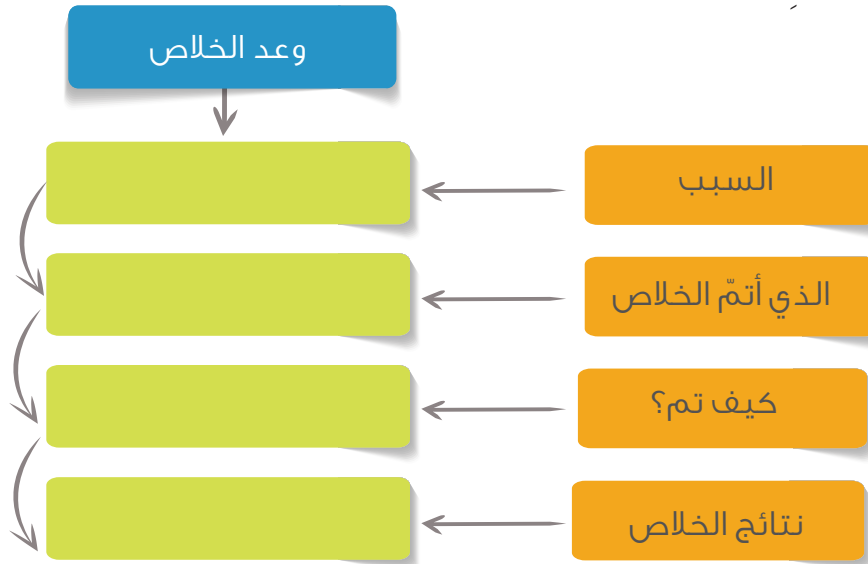 وعد الخلاص
السبب
الذي أتمّ الخلاص
كيف تم؟
نتائج الخلاص